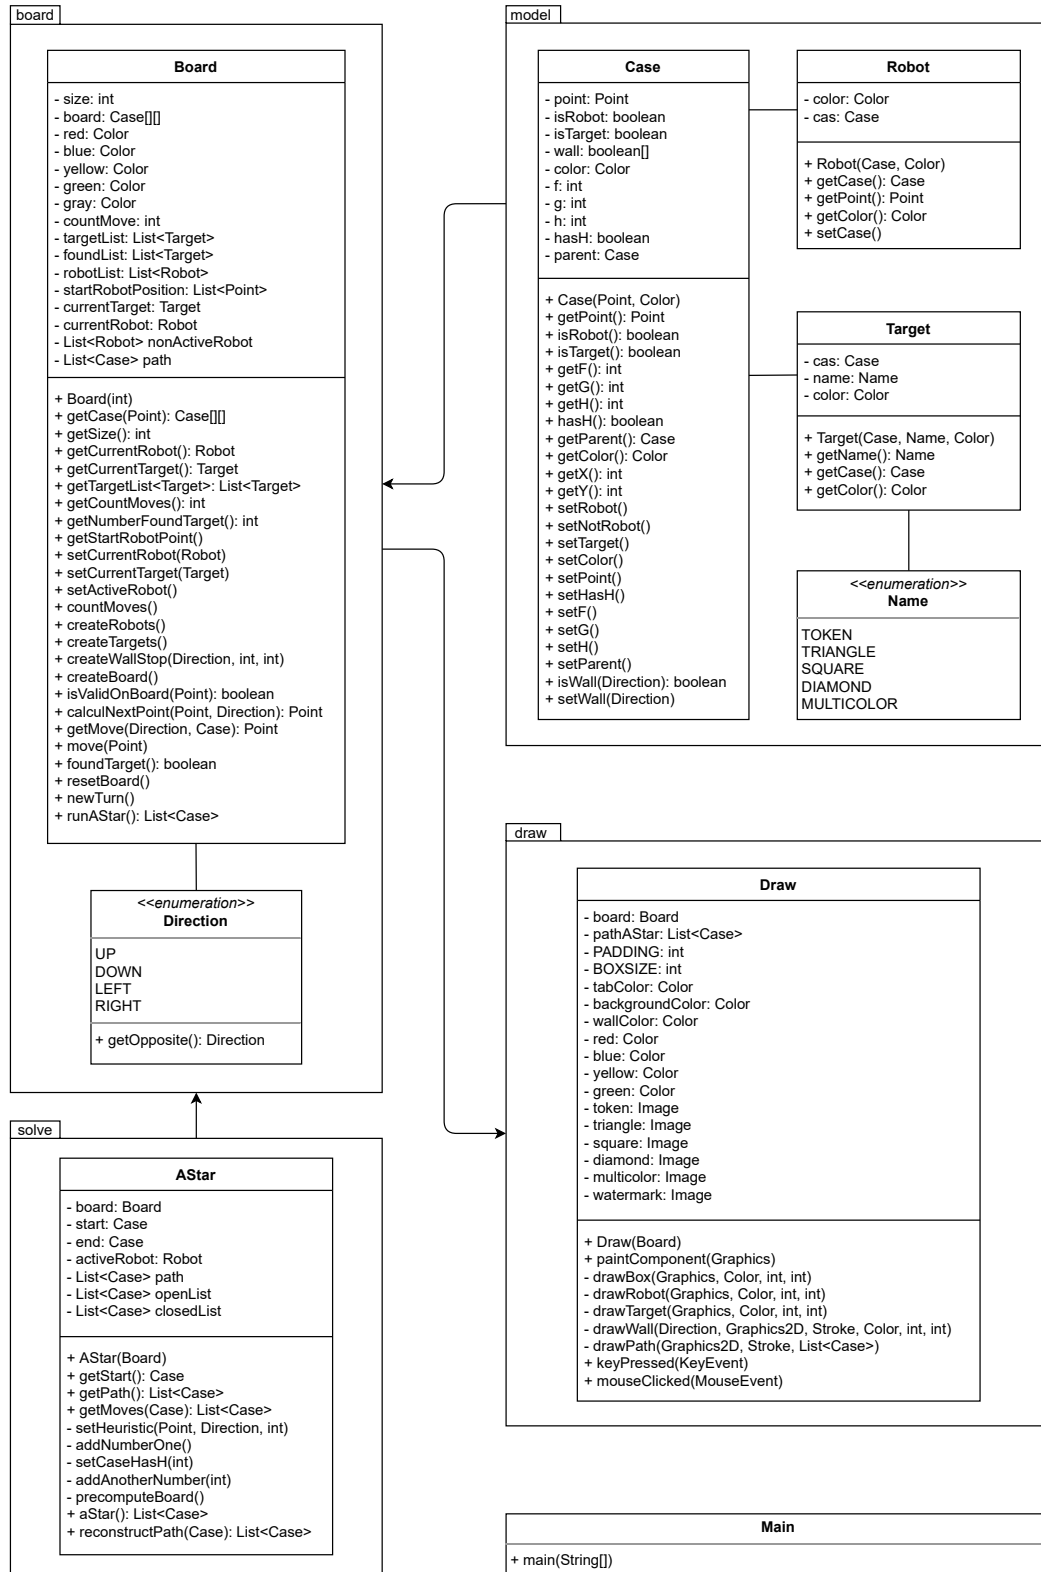 board
Board
- size: int
- board: Case[][]
- red: Color
- blue: Color
- yellow: Color
- green: Color
- gray: Color
- countMove: int
- targetList: List<Target>
- foundList: List<Target>
- robotList: List<Robot>
- startRobotPosition: List<Point>
- currentTarget: Target
- currentRobot: Robot
- List<Robot> nonActiveRobot
- List<Case> path
+ Board(int)
+ getCase(Point): Case[][]
+ getSize(): int
+ getCurrentRobot(): Robot
+ getCurrentTarget(): Target
+ getTargetList<Target>: List<Target>
+ getCountMoves(): int
+ getNumberFoundTarget(): int
+ getStartRobotPoint()
+ setCurrentRobot(Robot)
+ setCurrentTarget(Target)
+ setActiveRobot()
+ countMoves()
+ createRobots()
+ createTargets()
+ createWallStop(Direction, int, int)
+ createBoard()
+ isValidOnBoard(Point): boolean
+ calculNextPoint(Point, Direction): Point
+ getMove(Direction, Case): Point
+ move(Point)
+ foundTarget(): boolean
+ resetBoard()
+ newTurn()
+ runAStar(): List<Case>
<<enumeration>>
Direction
UP
DOWN
LEFT
RIGHT
+ getOpposite(): Direction
solve
AStar
- board: Board
- start: Case
- end: Case
- activeRobot: Robot
- List<Case> path
- List<Case> openList
- List<Case> closedList
+ AStar(Board)
+ getStart(): Case
+ getPath(): List<Case>
+ getMoves(Case): List<Case>
- setHeuristic(Point, Direction, int)
- addNumberOne()
- setCaseHasH(int)
- addAnotherNumber(int)
- precomputeBoard()
+ aStar(): List<Case>
+ reconstructPath(Case): List<Case>
model
Case
- point: Point
- isRobot: boolean
- isTarget: boolean
- wall: boolean[]
- color: Color
- f: int
- g: int
- h: int
- hasH: boolean
- parent: Case
+ Case(Point, Color)
+ getPoint(): Point
+ isRobot(): boolean
+ isTarget(): boolean
+ getF(): int
+ getG(): int
+ getH(): int
+ hasH(): boolean
+ getParent(): Case
+ getColor(): Color
+ getX(): int
+ getY(): int
+ setRobot()
+ setNotRobot()
+ setTarget()
+ setColor()
+ setPoint()
+ setHasH()
+ setF()
+ setG()
+ setH()
+ setParent()
+ isWall(Direction): boolean
+ setWall(Direction)
Robot
- color: Color
- cas: Case
+ Robot(Case, Color)
+ getCase(): Case
+ getPoint(): Point
+ getColor(): Color
+ setCase()
Target
- cas: Case
- name: Name
- color: Color
+ Target(Case, Name, Color)
+ getName(): Name
+ getCase(): Case
+ getColor(): Color
<<enumeration>>
Name
TOKEN
TRIANGLE
SQUARE
DIAMOND
MULTICOLOR
draw
Draw
- board: Board
- pathAStar: List<Case>
- PADDING: int
- BOXSIZE: int
- tabColor: Color
- backgroundColor: Color
- wallColor: Color
- red: Color
- blue: Color
- yellow: Color
- green: Color
- token: Image
- triangle: Image
- square: Image
- diamond: Image
- multicolor: Image
- watermark: Image
+ Draw(Board)
+ paintComponent(Graphics)
- drawBox(Graphics, Color, int, int)
- drawRobot(Graphics, Color, int, int)
- drawTarget(Graphics, Color, int, int)
- drawWall(Direction, Graphics2D, Stroke, Color, int, int)
- drawPath(Graphics2D, Stroke, List<Case>)
+ keyPressed(KeyEvent)
+ mouseClicked(MouseEvent)
Main
+ main(String[])